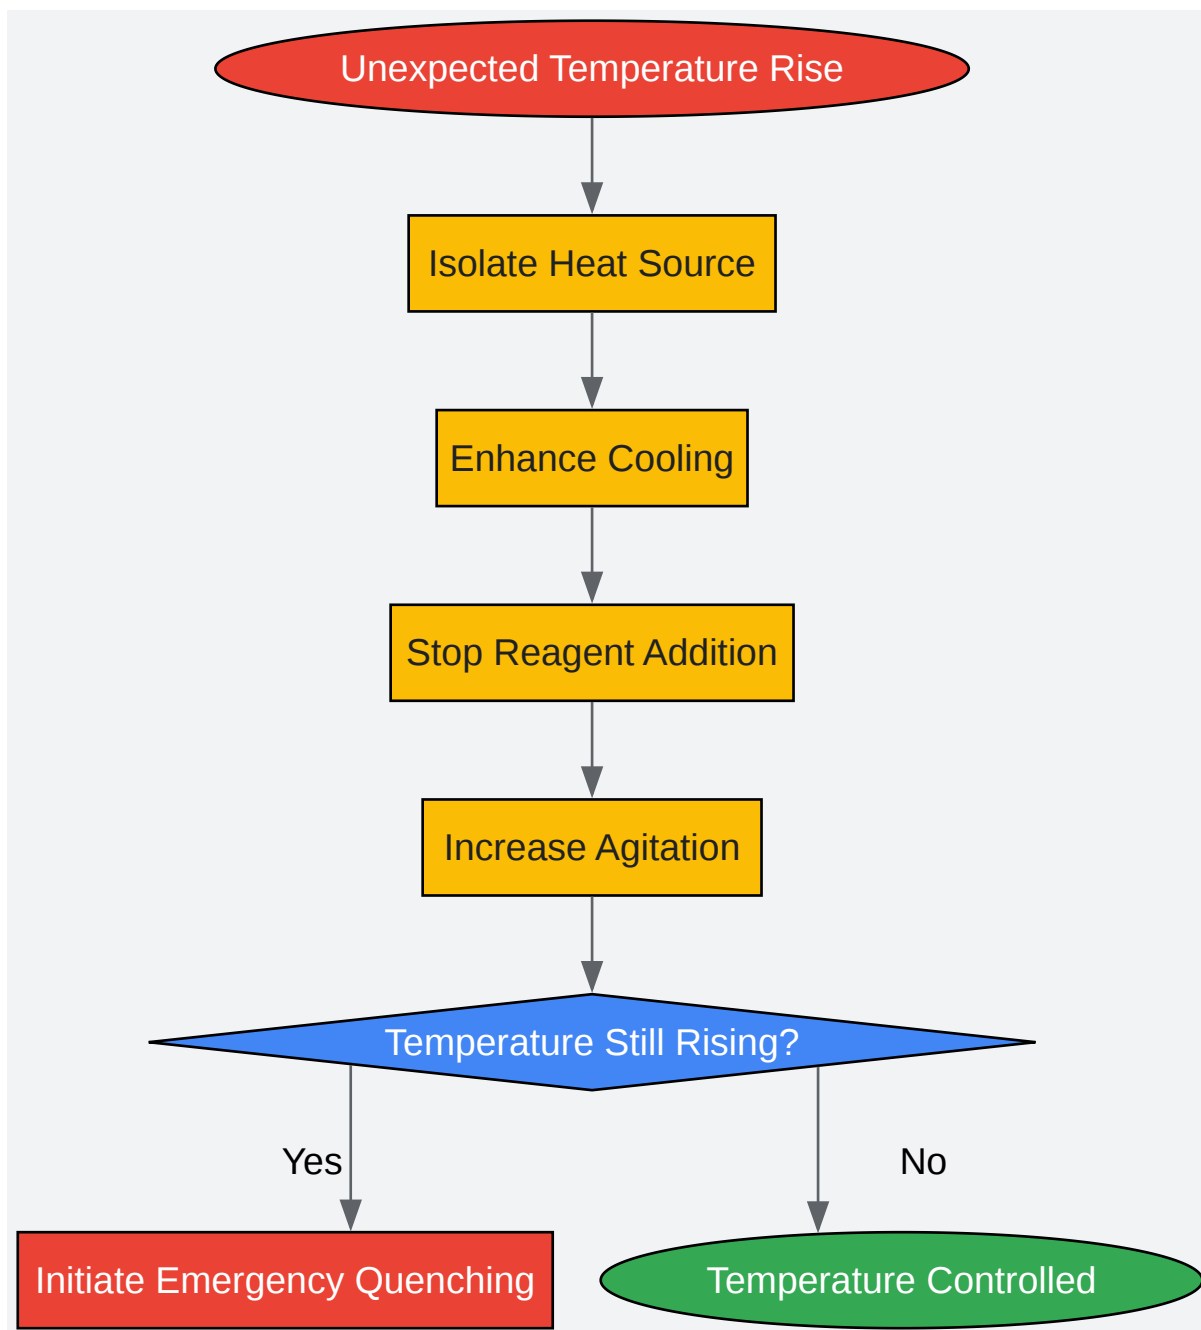 Unexpected Temperature Rise
Isolate Heat Source
Enhance Cooling
Stop Reagent Addition
Increase Agitation
Temperature Still Rising?
Yes
No
Initiate Emergency Quenching
Temperature Controlled